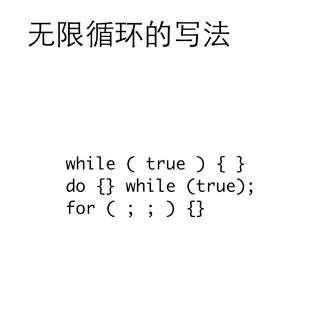 无限循环的写法
while ( true ) { }
do {} while (true);
for ( ; ; ) {}